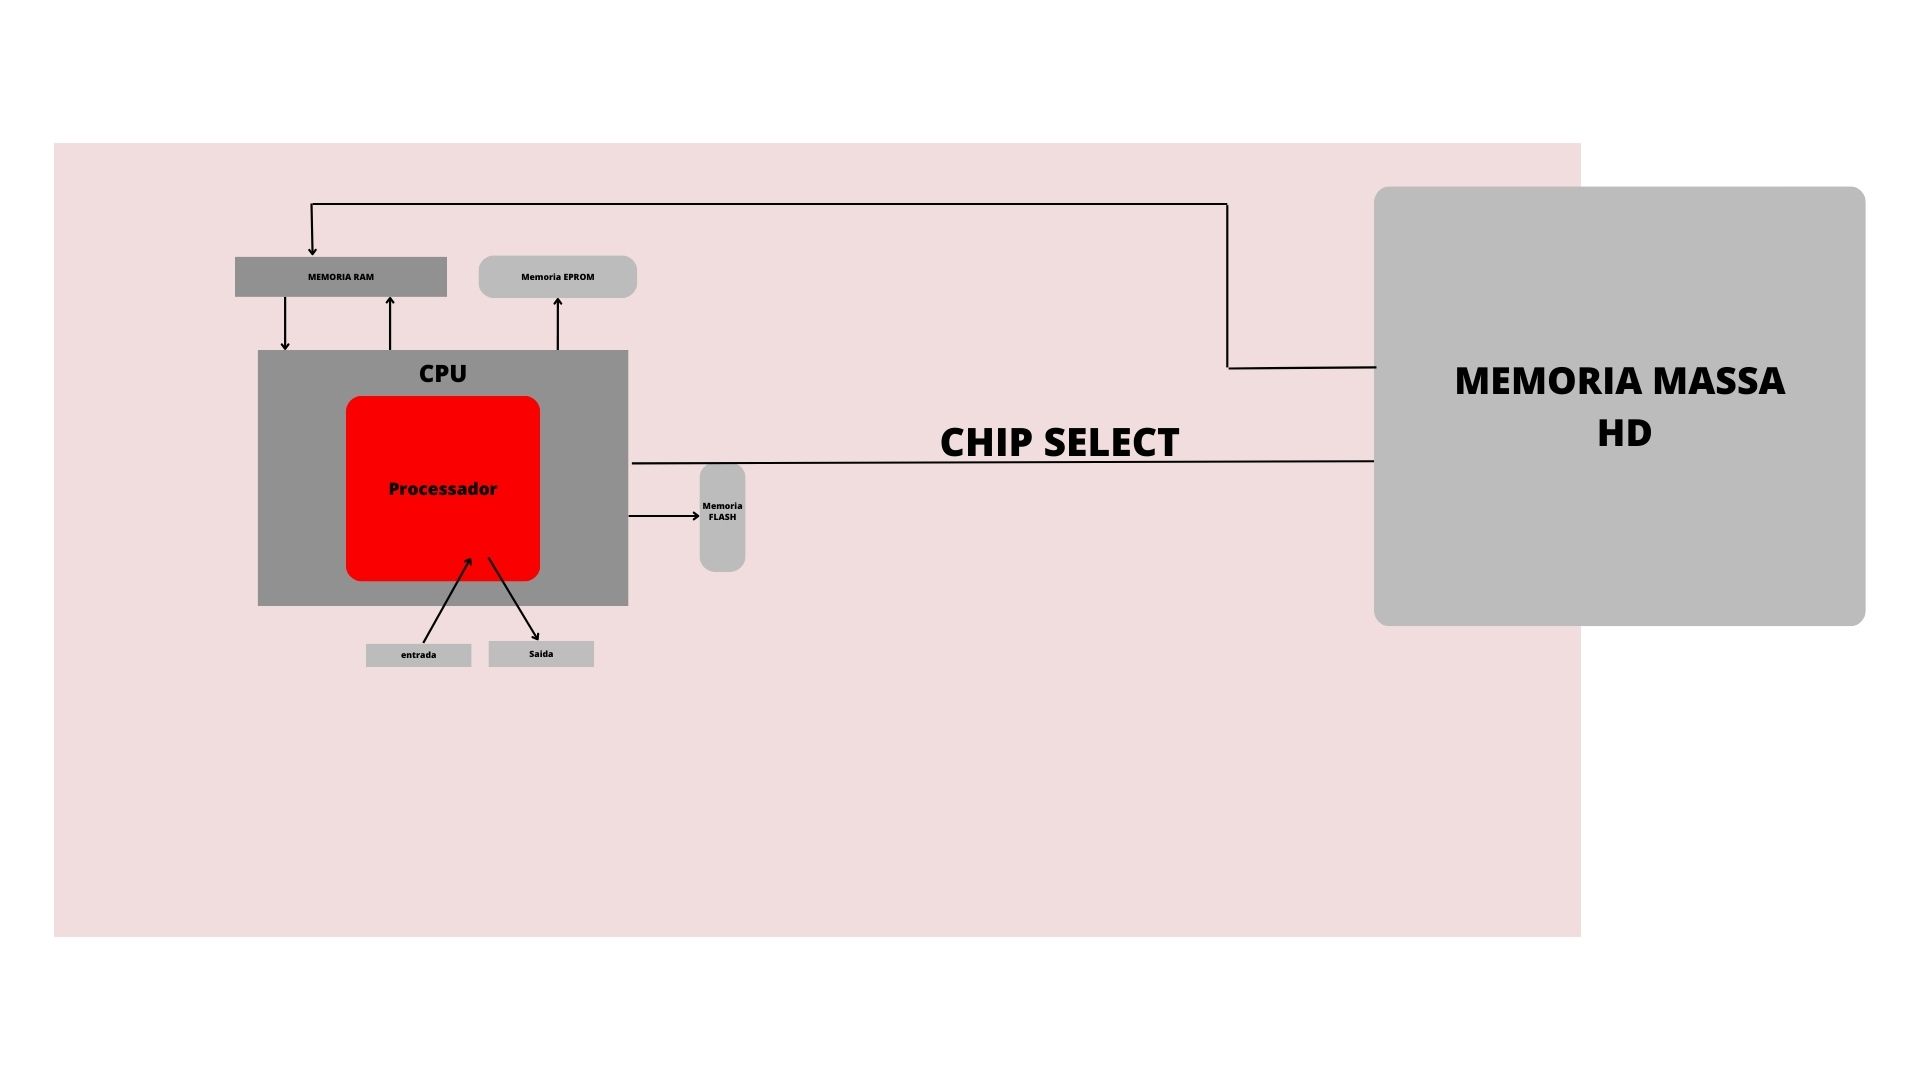 MEMORIA RAM
Memoria EPROM
CPU
Processador
CHIP SELECT
Memoria
FLASH
MEMORIA MASSA
HD
entrada
Saida